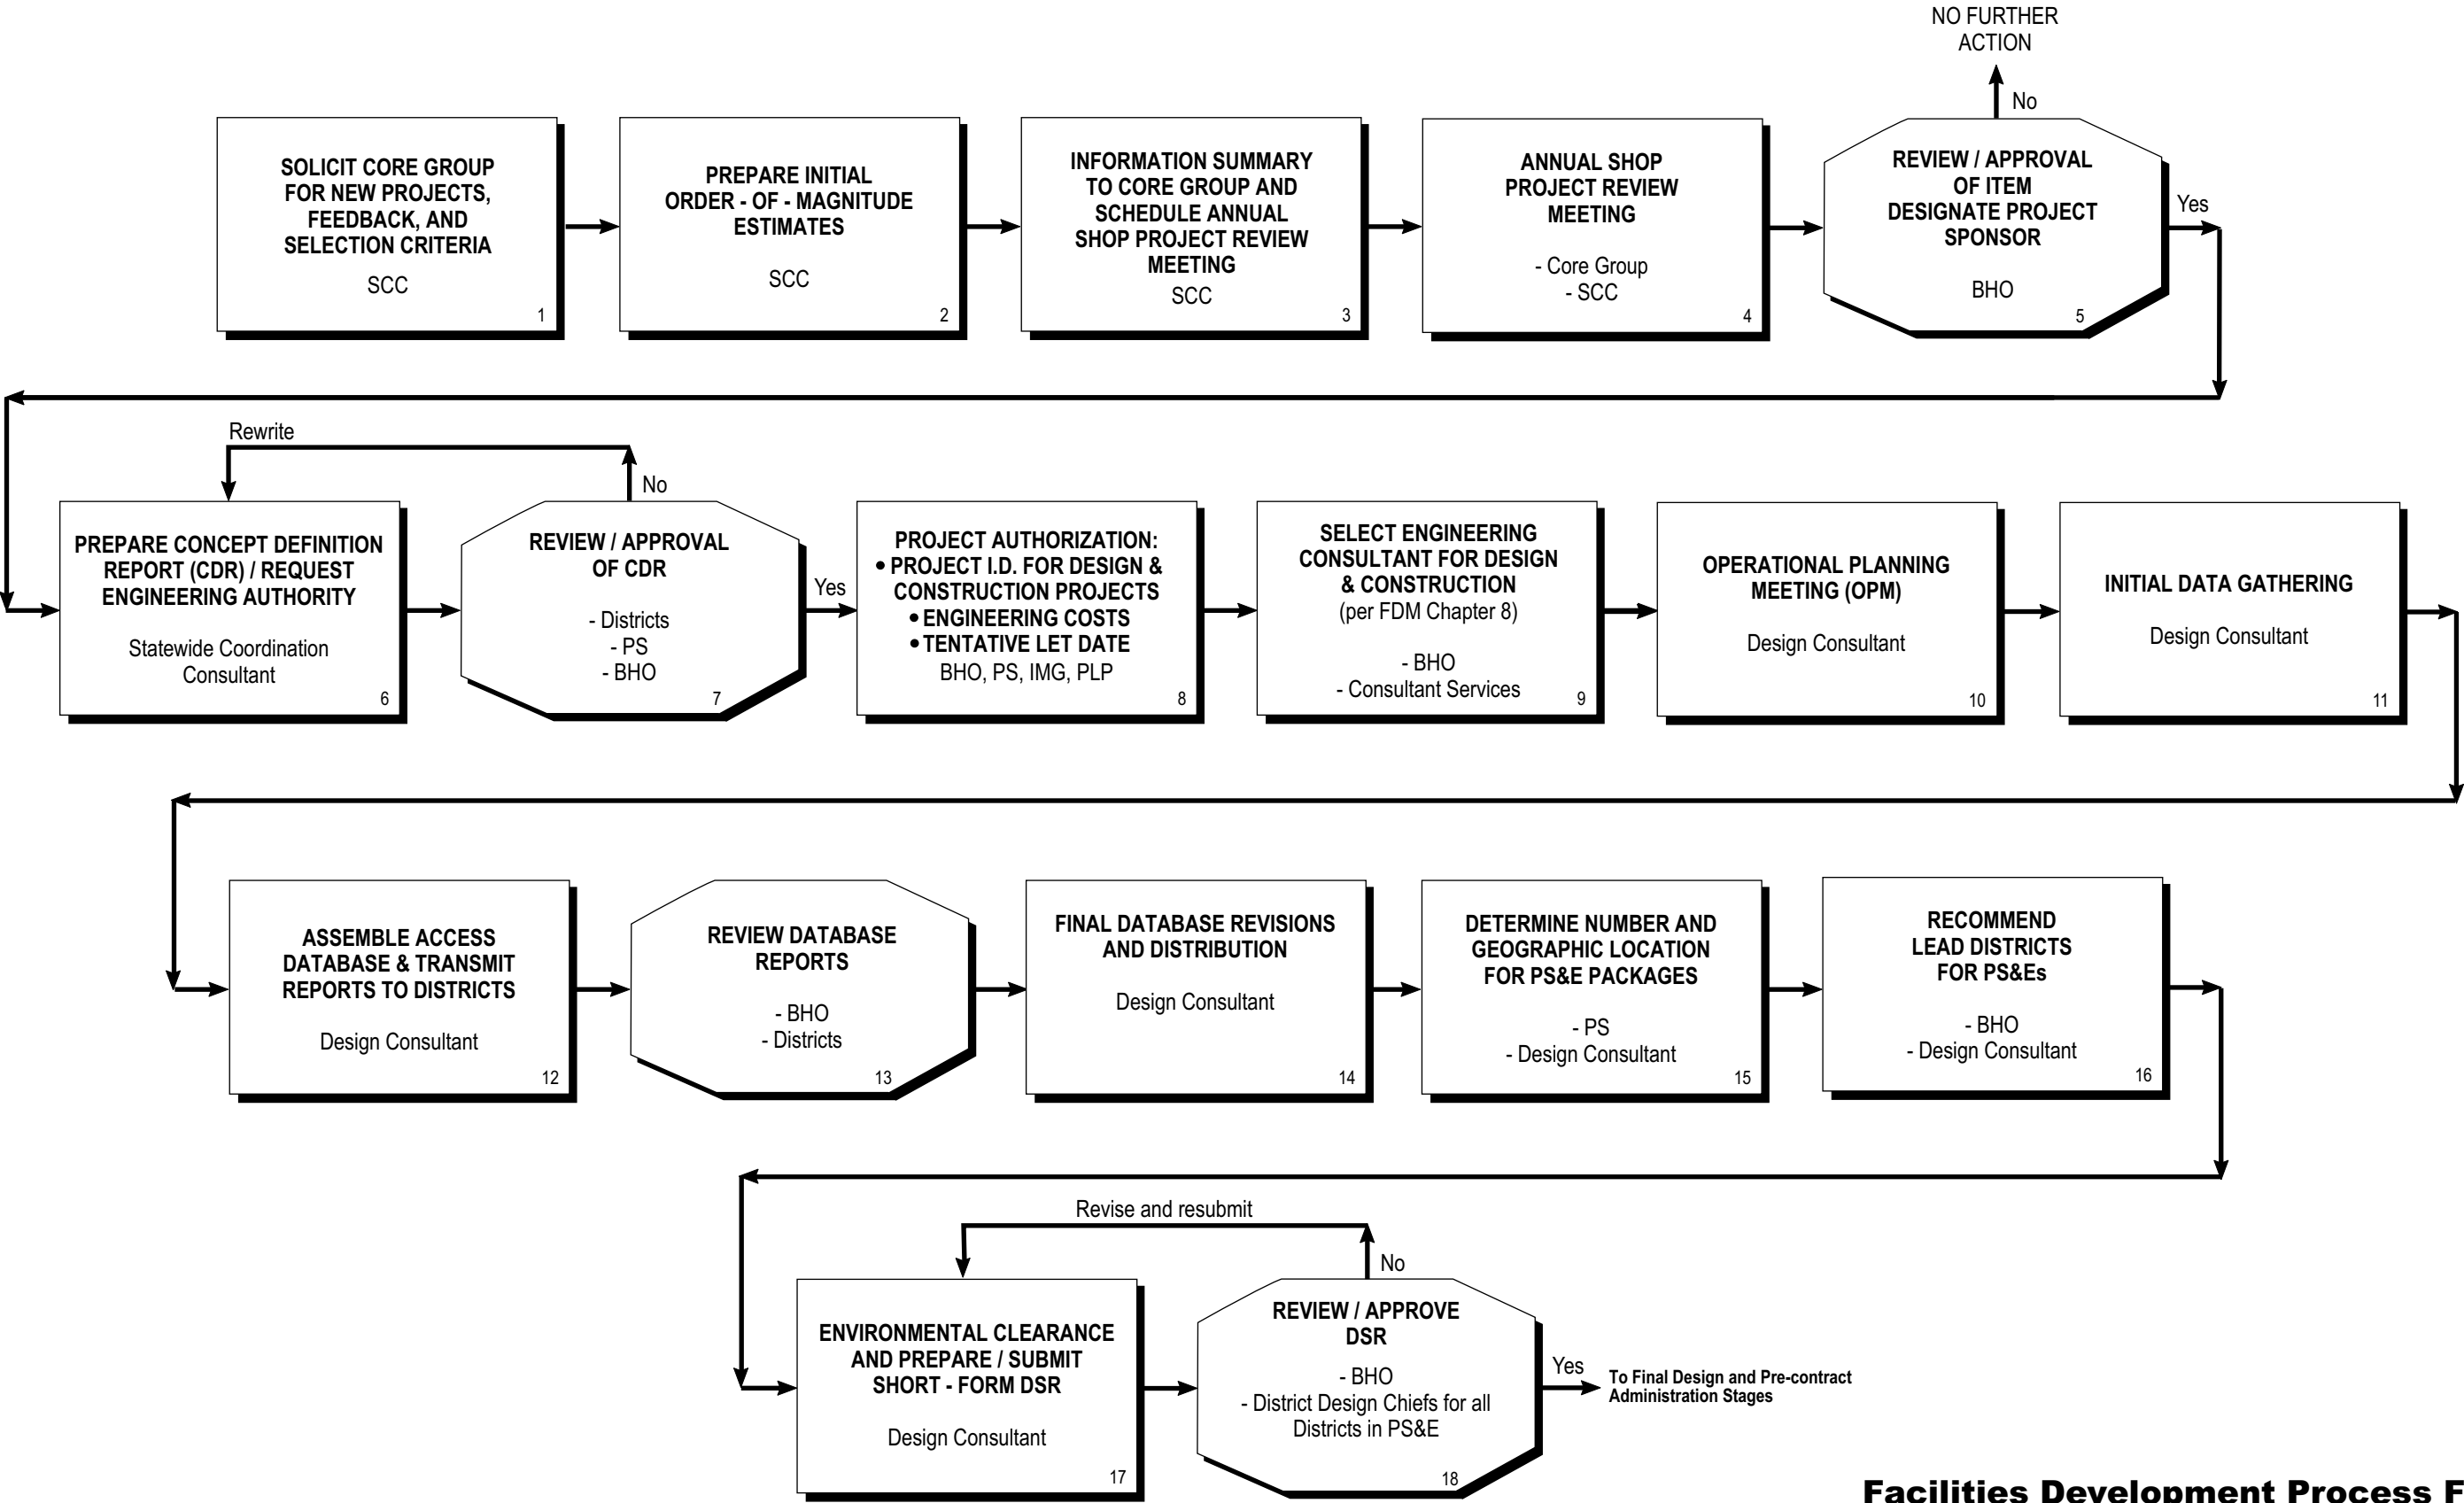 NO FURTHER
ACTION
No
SOLICIT CORE GROUP
FOR NEW PROJECTS,
FEEDBACK, AND
SELECTION CRITERIA
SCC
1
PREPARE INITIAL
ORDER - OF - MAGNITUDE
ESTIMATES
SCC
2
INFORMATION SUMMARY
TO CORE GROUP AND
SCHEDULE ANNUAL
SHOP PROJECT REVIEW
MEETING
SCC
3
ANNUAL SHOP
PROJECT REVIEW
MEETING
- Core Group
- SCC
4
REVIEW / APPROVAL
OF ITEM
DESIGNATE PROJECT
SPONSOR
BHO
5
Yes
Rewrite
No
PREPARE CONCEPT DEFINITION
REPORT (CDR) / REQUEST
ENGINEERING AUTHORITY
Statewide Coordination
Consultant
6
REVIEW / APPROVAL
OF CDR
- Districts
- PS
- BHO
7
Yes
PROJECT AUTHORIZATION:
• PROJECT I.D. FOR DESIGN &
CONSTRUCTION PROJECTS
• ENGINEERING COSTS
• TENTATIVE LET DATE
BHO, PS, IMG, PLP
8
SELECT ENGINEERING
CONSULTANT FOR DESIGN
& CONSTRUCTION
(per FDM Chapter 8)
- BHO
- Consultant Services
9
OPERATIONAL PLANNING
MEETING (OPM)
Design Consultant
10
INITIAL DATA GATHERING
Design Consultant
11
ASSEMBLE ACCESS
DATABASE & TRANSMIT
REPORTS TO DISTRICTS
Design Consultant
12
REVIEW DATABASE
REPORTS
- BHO
- Districts
13
FINAL DATABASE REVISIONS
AND DISTRIBUTION
Design Consultant
14
DETERMINE NUMBER AND
GEOGRAPHIC LOCATION
FOR PS&E PACKAGES
- PS
- Design Consultant
15
RECOMMEND
LEAD DISTRICTS
FOR PS&Es
- BHO
- Design Consultant
16
Revise and resubmit
No
ENVIRONMENTAL CLEARANCE
AND PREPARE / SUBMIT
SHORT - FORM DSR
Design Consultant
17
REVIEW / APPROVE
DSR
- BHO
- District Design Chiefs for all
Districts in PS&E
18
Yes
To Final Design and Pre-contract
Administration Stages
Facilities Development Process F